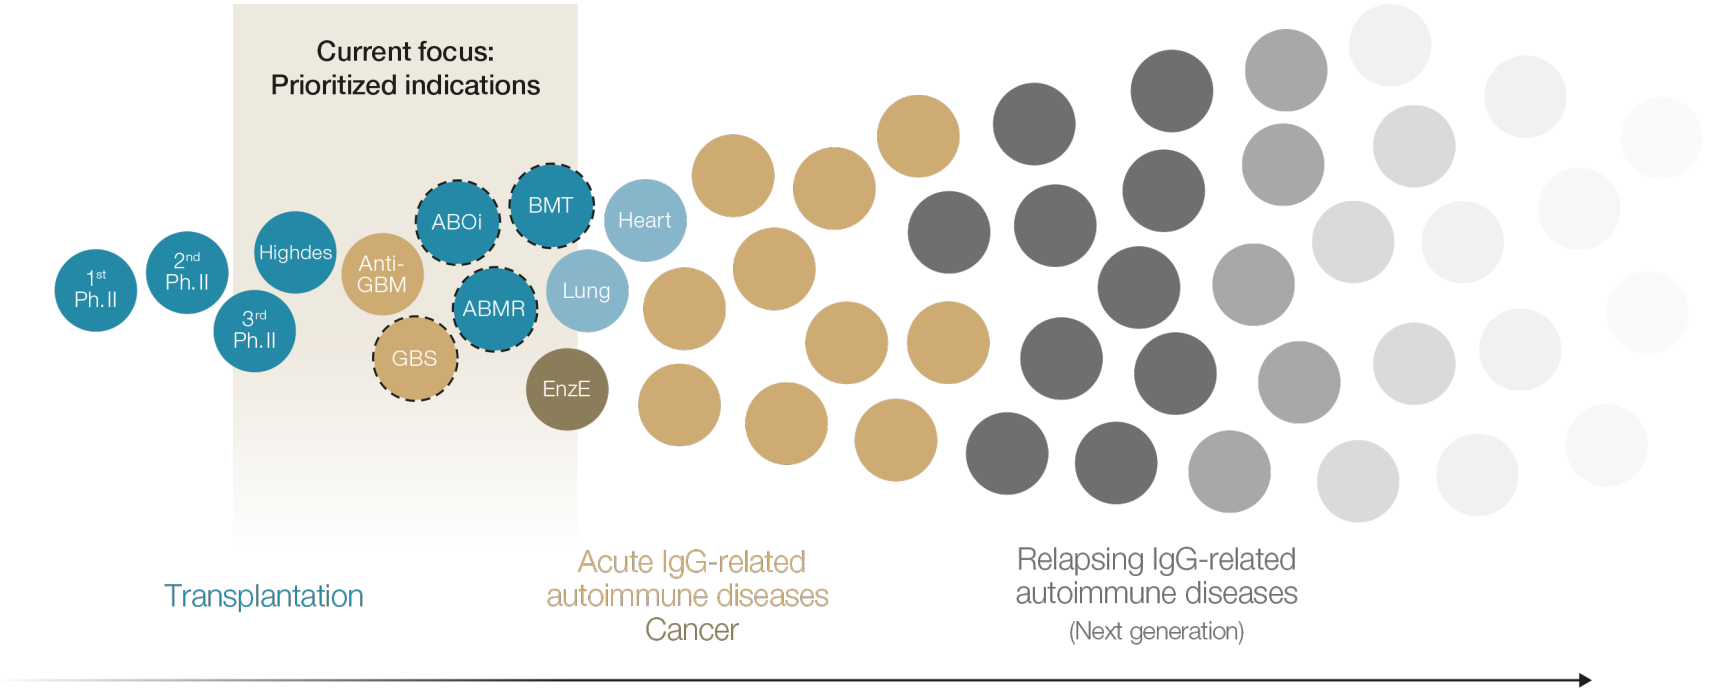 Current focus:
Prioritized indications
1st
Ph. II
2nd
Ph. II
3rd
Ph. II
Highdes
Anti-
GBM
GBS
ABOi
ABMR
BMT
Lung
Heart
EnzE
Transplantation
Acute IgG-related
autoimmune diseases
Cancer
Relapsing IgG-related
autoimmune diseases
(Next generation)